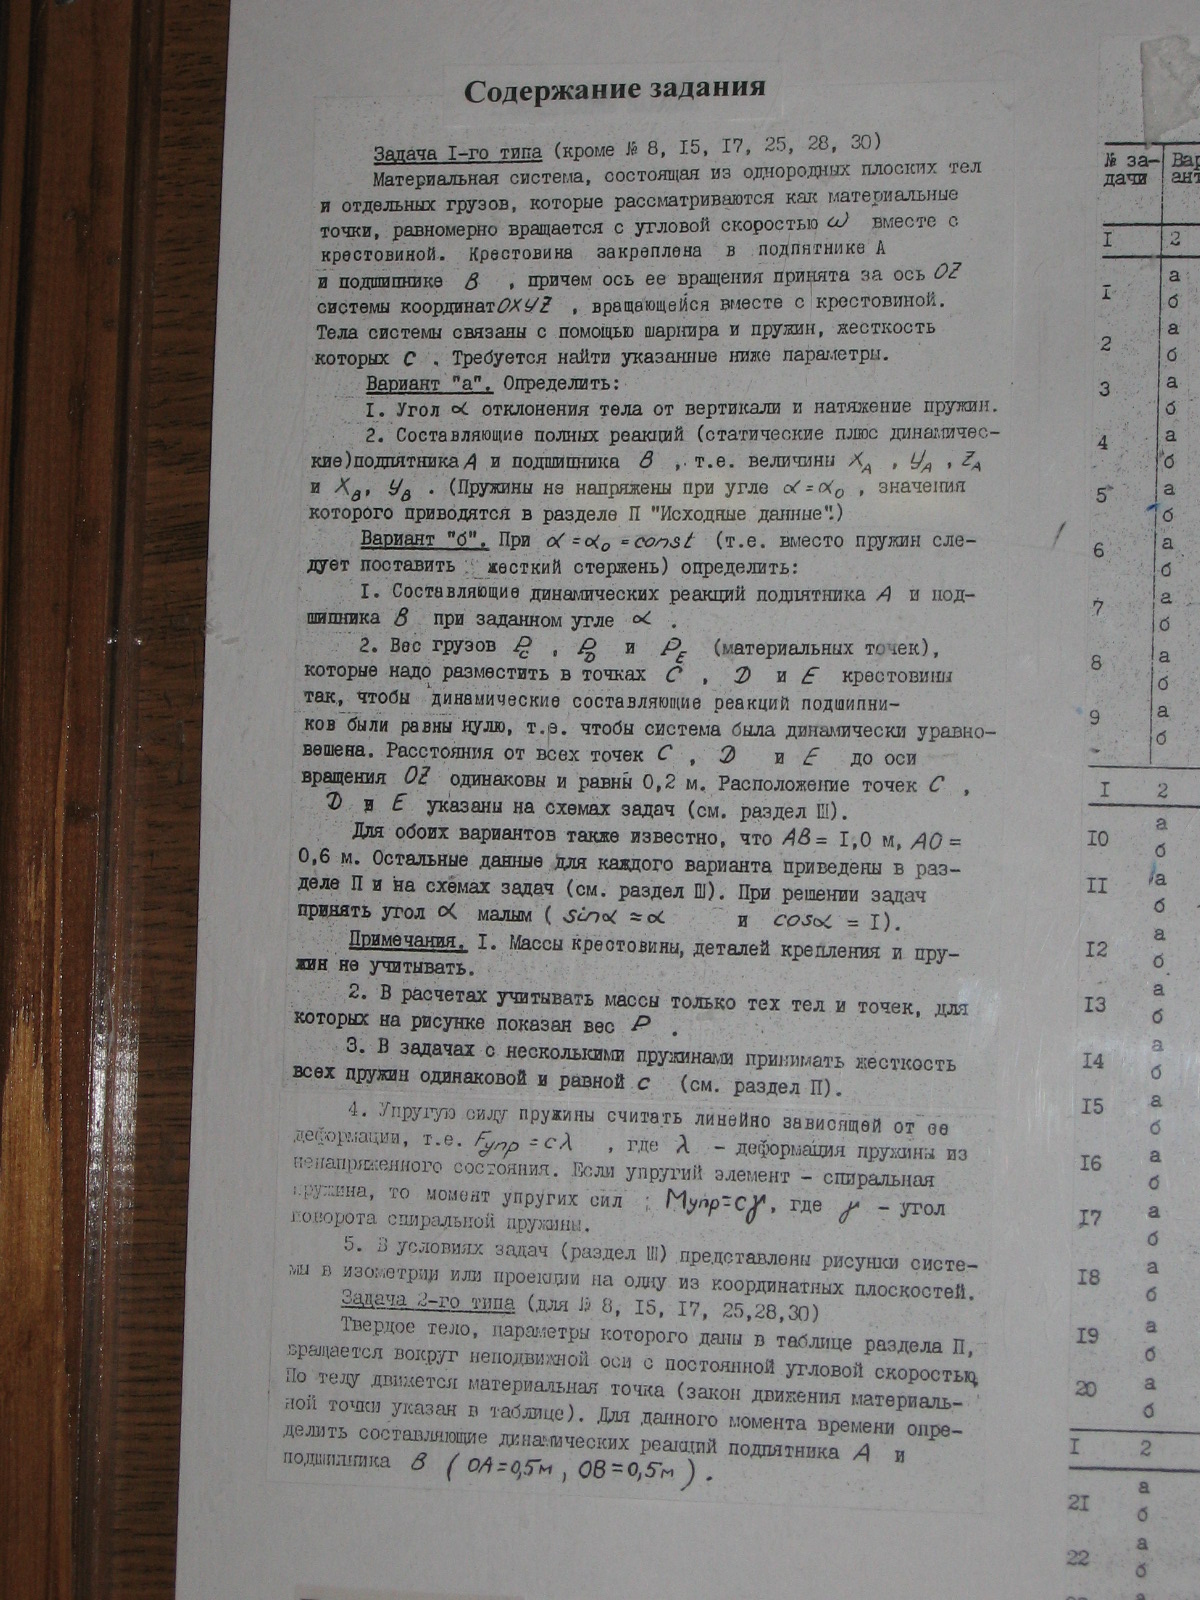 Содержание задания
Задача I-го типа (кроме № 8, I5, I7, 25, 28, 30)
Материальная система, состоящая из однородных плоских тел
и отдельных грузов, которые рассматриваются как материальные
точки, равномерно вращается с угловой скоростью ω вместе с
крестовиной. Крестовина закреплена в подпятнике А
и подшипнике В , причем ось ее вращения принята за ось OZ
системы координат OXYZ , вращающейся вместе с крестовиной.
Тела системы связаны с помощью шарнира и пружин, жесткость
которых С . Требуется найти указанные ниже параметры.
Вариант "а". Определить:
I. Угол α отклонения тела от вертикали и натяжение пружин.
2. Составляющие полных реакций (статические плюс динамичес-
кие)подпятника А и подшипника В , т.е. величины X_A , Y_A , Z_A
и X_B, Y_B . (Пружины не напряжены при угле α = α₀ , значения
которого приводятся в разделе П "Исходные данные".)
Вариант "б". При α = α₀ = const (т.е. вместо пружин сле-
дует поставить жесткий стержень) определить:
I. Составляющие динамических реакций подпятника А и под-
шипника В при заданном угле α .
2. Вес грузов P_C , P_D и P_E (материальных точек),
которые надо разместить в точках C , D и E крестовины
так, чтобы динамические составляющие реакций подшипни-
ков были равны нулю, т.е. чтобы система была динамически уравно-
вешена. Расстояния от всех точек C , D и E до оси
вращения OZ одинаковы и равны 0,2 м. Расположение точек C ,
D и E указаны на схемах задач (см. раздел Ш).
Для обоих вариантов также известно, что AB = I,0 м, AO =
0,6 м. Остальные данные для каждого варианта приведены в раз-
деле П и на схемах задач (см. раздел Ш). При решении задач
принять угол α малым ( sinα ≈ α и cosα = I).
Примечания. I. Массы крестовины, деталей крепления и пру-
жин не учитывать.
2. В расчетах учитывать массы только тех тел и точек, для
которых на рисунке показан вес P .
3. В задачах с несколькими пружинами принимать жесткость
всех пружин одинаковой и равной c (см. раздел П).
4. Упругую силу пружины считать линейно зависящей от ее
деформации, т.е. Fупр = cλ , где λ - деформация пружины из
ненапряженного состояния. Если упругий элемент - спиральная
пружина, то момент упругих сил Mупр=cγ, где γ - угол
поворота спиральной пружины.
5. В условиях задач (раздел Ш) представлены рисунки систе-
мы в изометрии или проекции на одну из координатных плоскостей.
Задача 2-го типа (для № 8, I5, I7, 25,28,30)
Твердое тело, параметры которого даны в таблице раздела П,
вращается вокруг неподвижной оси с постоянной угловой скоростью.
По телу движется материальная точка (закон движения материаль-
ной точки указан в таблице). Для данного момента времени опре-
делить составляющие динамических реакций подпятника А и
подшипника В ( OA=0,5м , OB=0,5м ) .
№ за-
дачи
I 2
I а
б
2 а
б
3 а
б
4 а
б
5 а
б
6 а
б
7 а
б
8 а
б
9 а
б
I 2
I0 а
б
II а
б
I2 а
б
I3 а
б
I4 а
б
I5 а
б
I6 а
б
I7 а
б
I8 а
б
I9 а
б
20 а
б
I 2
2I а
б
22 а
б